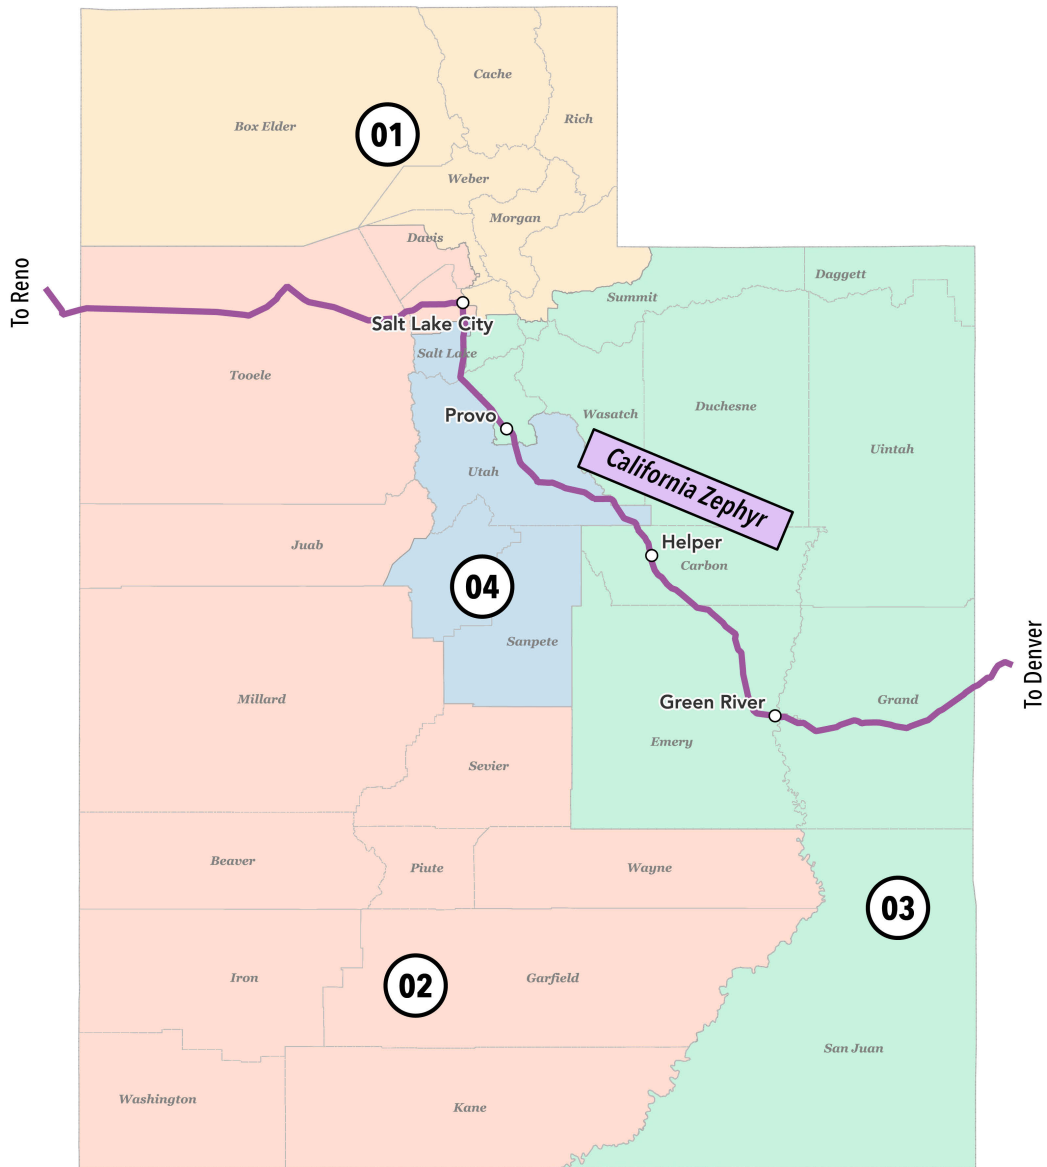 Cache
Rich
Box Elder
01
Weber
Morgan
Davis
To Reno
Daggett
Summit
Salt Lake City
Salt Lake
Tooele
Provo
Wasatch
Duchesne
Uintah
Utah
California Zephyr
Helper
Juab
Carbon
04
Sanpete
To Denver
Millard
Green River
Grand
Emery
Sevier
Beaver
Piute
Wayne
03
Iron
02
Garfield
San Juan
Washington
Kane